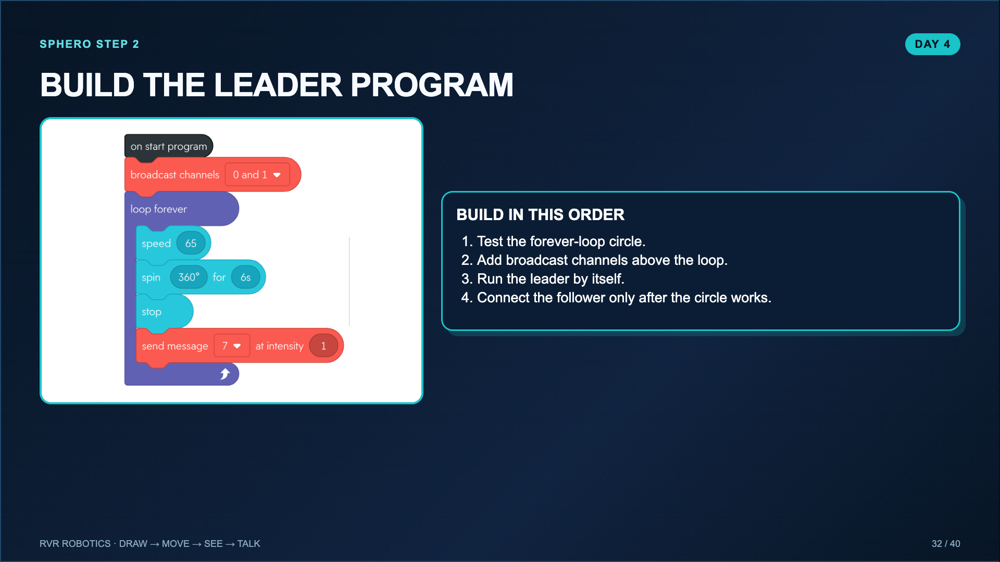 SPHERO STEP 2
DAY 4
BUILD THE LEADER PROGRAM
on start program
broadcast channels 0 and 1
loop forever
speed 65
spin 360° for 6s
stop
send message 7 at intensity 1
BUILD IN THIS ORDER
1. Test the forever-loop circle.
2. Add broadcast channels above the loop.
3. Run the leader by itself.
4. Connect the follower only after the circle works.
RVR ROBOTICS · DRAW → MOVE → SEE → TALK
32 / 40